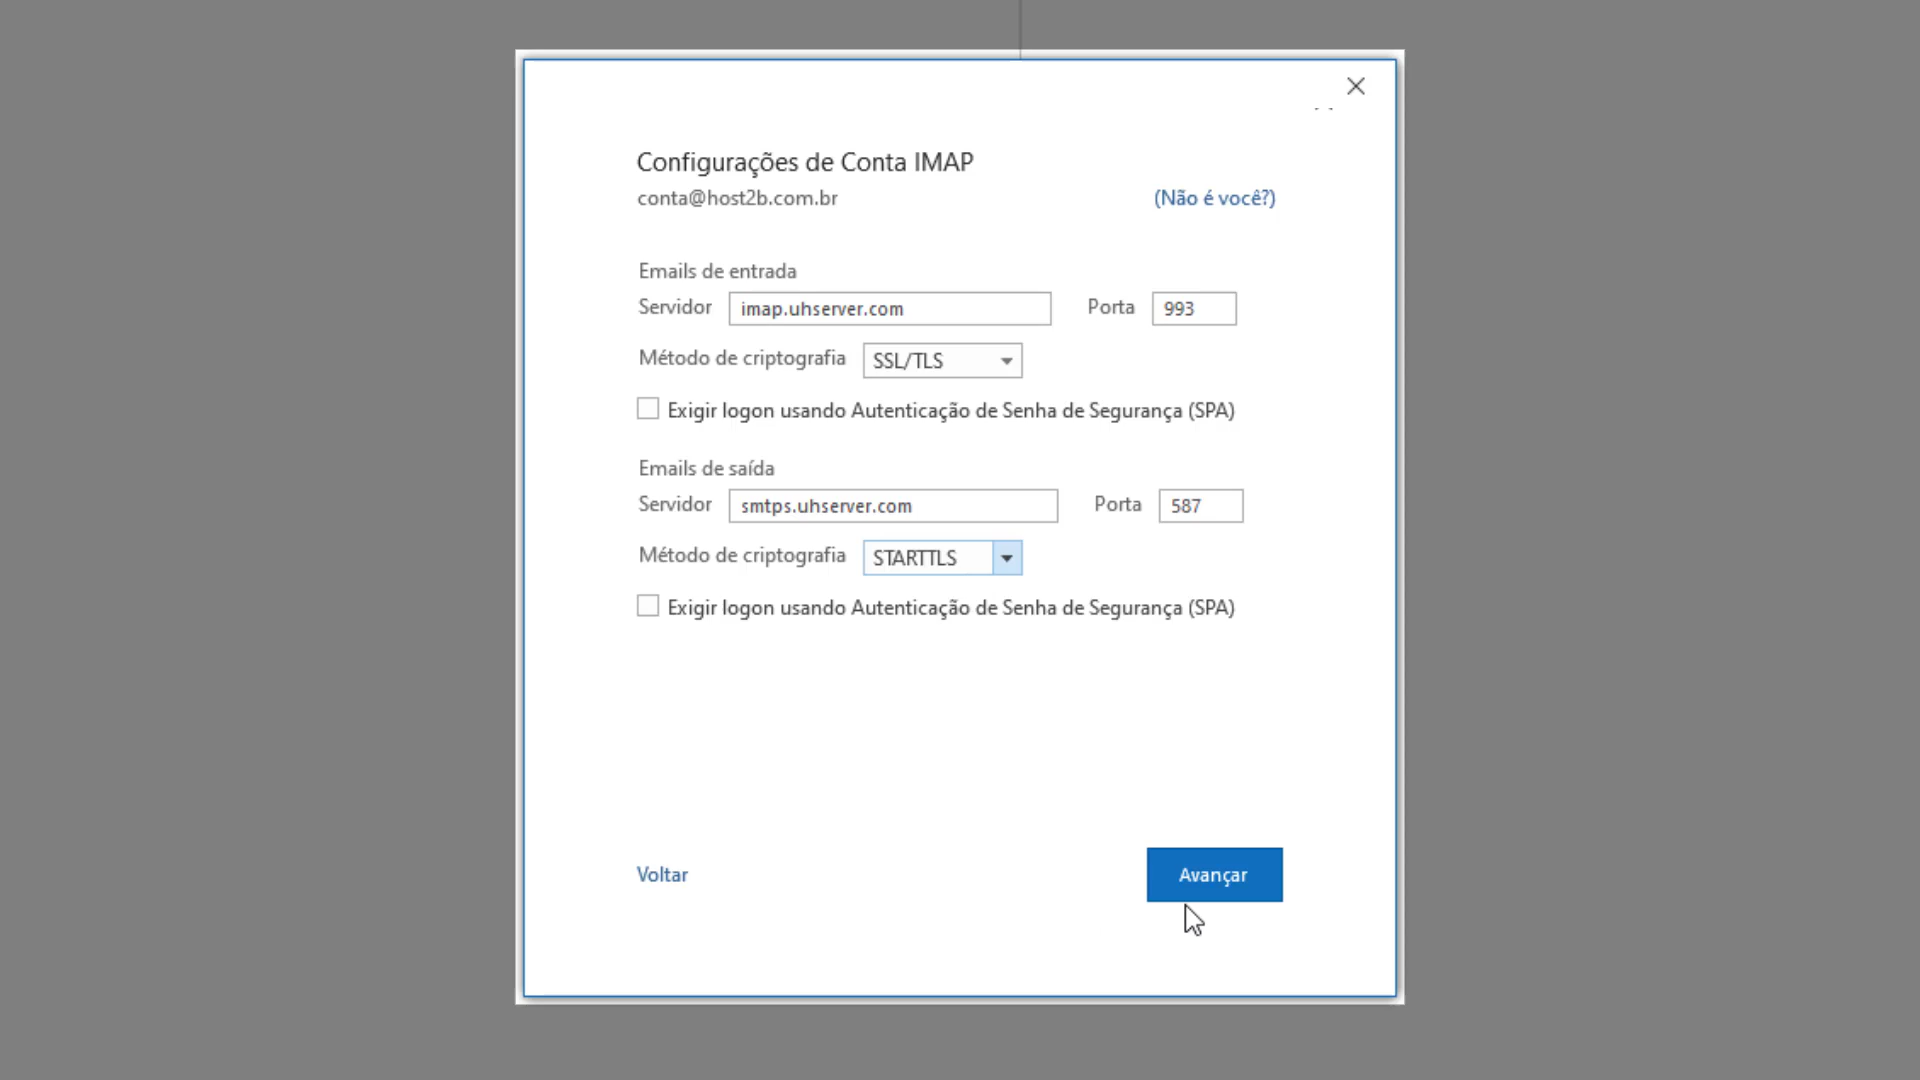 Configurações de Conta IMAP
conta@host2b.com.br (Não é você?)
Emails de entrada
Servidor imap.uhserver.com Porta 993
Método de criptografia SSL/TLS
Exigir logon usando Autenticação de Senha de Segurança (SPA)
Emails de saída
Servidor smtps.uhserver.com Porta 587
Método de criptografia STARTTLS
Exigir logon usando Autenticação de Senha de Segurança (SPA)
Voltar Avançar